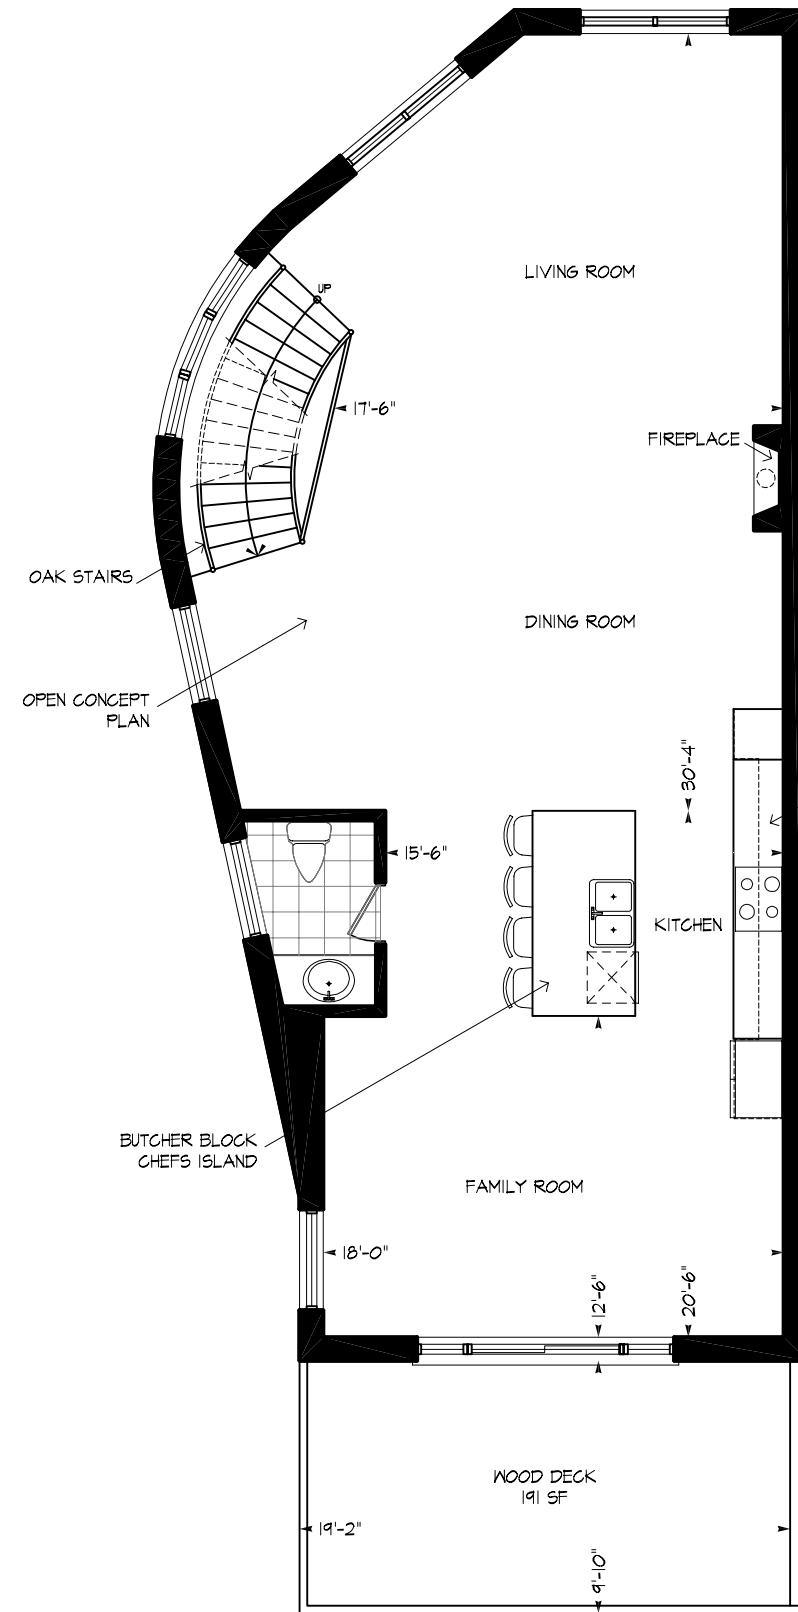 LIVING ROOM
UP
17'-6"
FIREPLACE
OAK STAIRS
DINING ROOM
OPEN CONCEPT
PLAN
30'-4"
15'-6"
KITCHEN
BUTCHER BLOCK
CHEFS ISLAND
FAMILY ROOM
18'-0"
12'-6"
20'-6"
WOOD DECK
191 SF
19'-2"
9'-10"